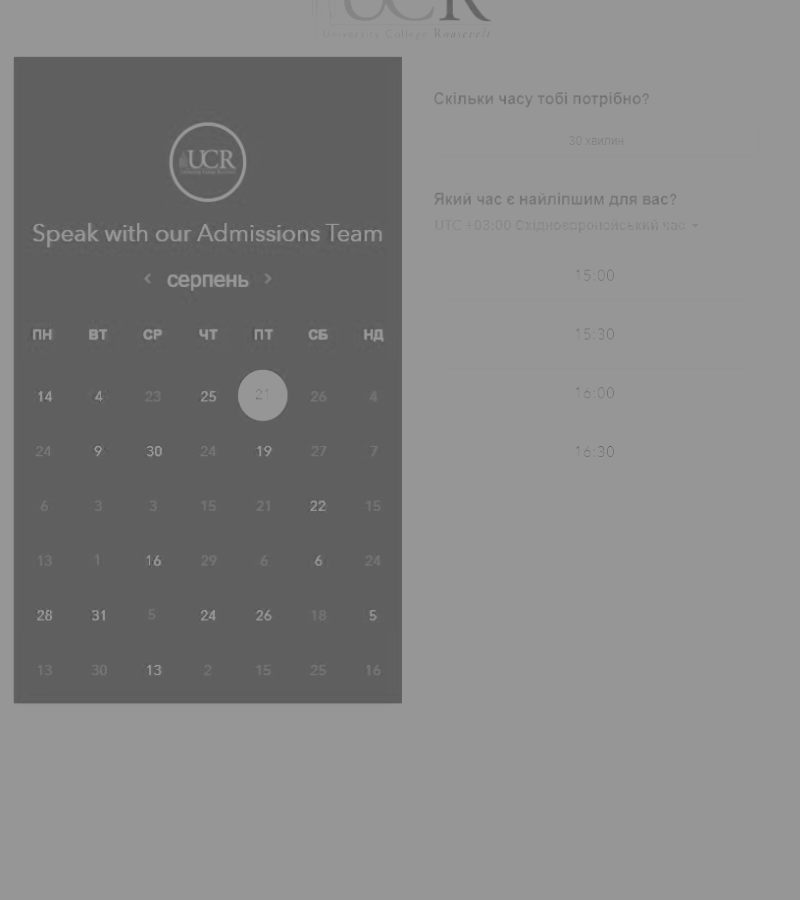 UCR
University College Roosevelt
UCR
Speak with our Admissions Team
серпень
ПН ВТ СР ЧТ ПТ СБ НД
14 4 23 25 21 26 4
24 9 30 24 19 27 7
6 3 3 15 21 22 15
13 1 16 29 6 6 24
28 31 5 24 26 18 5
13 30 13 2 15 25 16
Скільки часу тобі потрібно?
30 хвилин
Який час є найліпшим для вас?
UTC +03:00 Східноєвропейський час
15:00
15:30
16:00
16:30